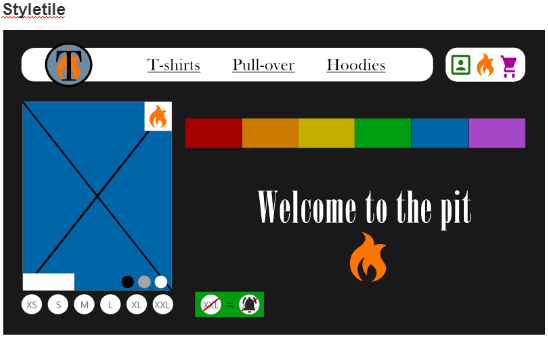 Styletile
T
T-shirts Pull-over Hoodies
Welcome to the pit
XS S M L XL XXL
XXL =